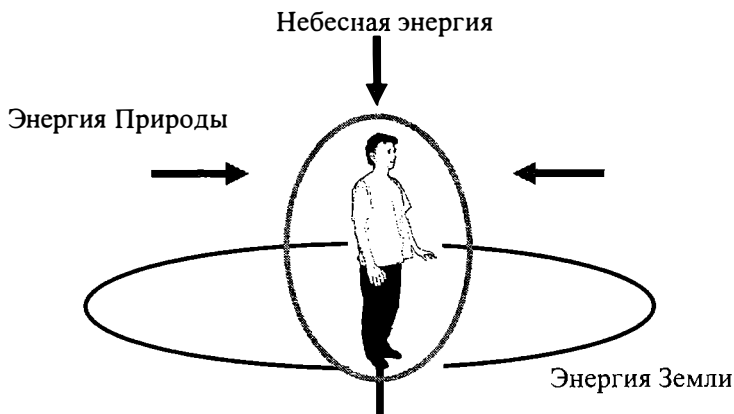 Небесная энергия
Энергия Природы
Энергия Земли